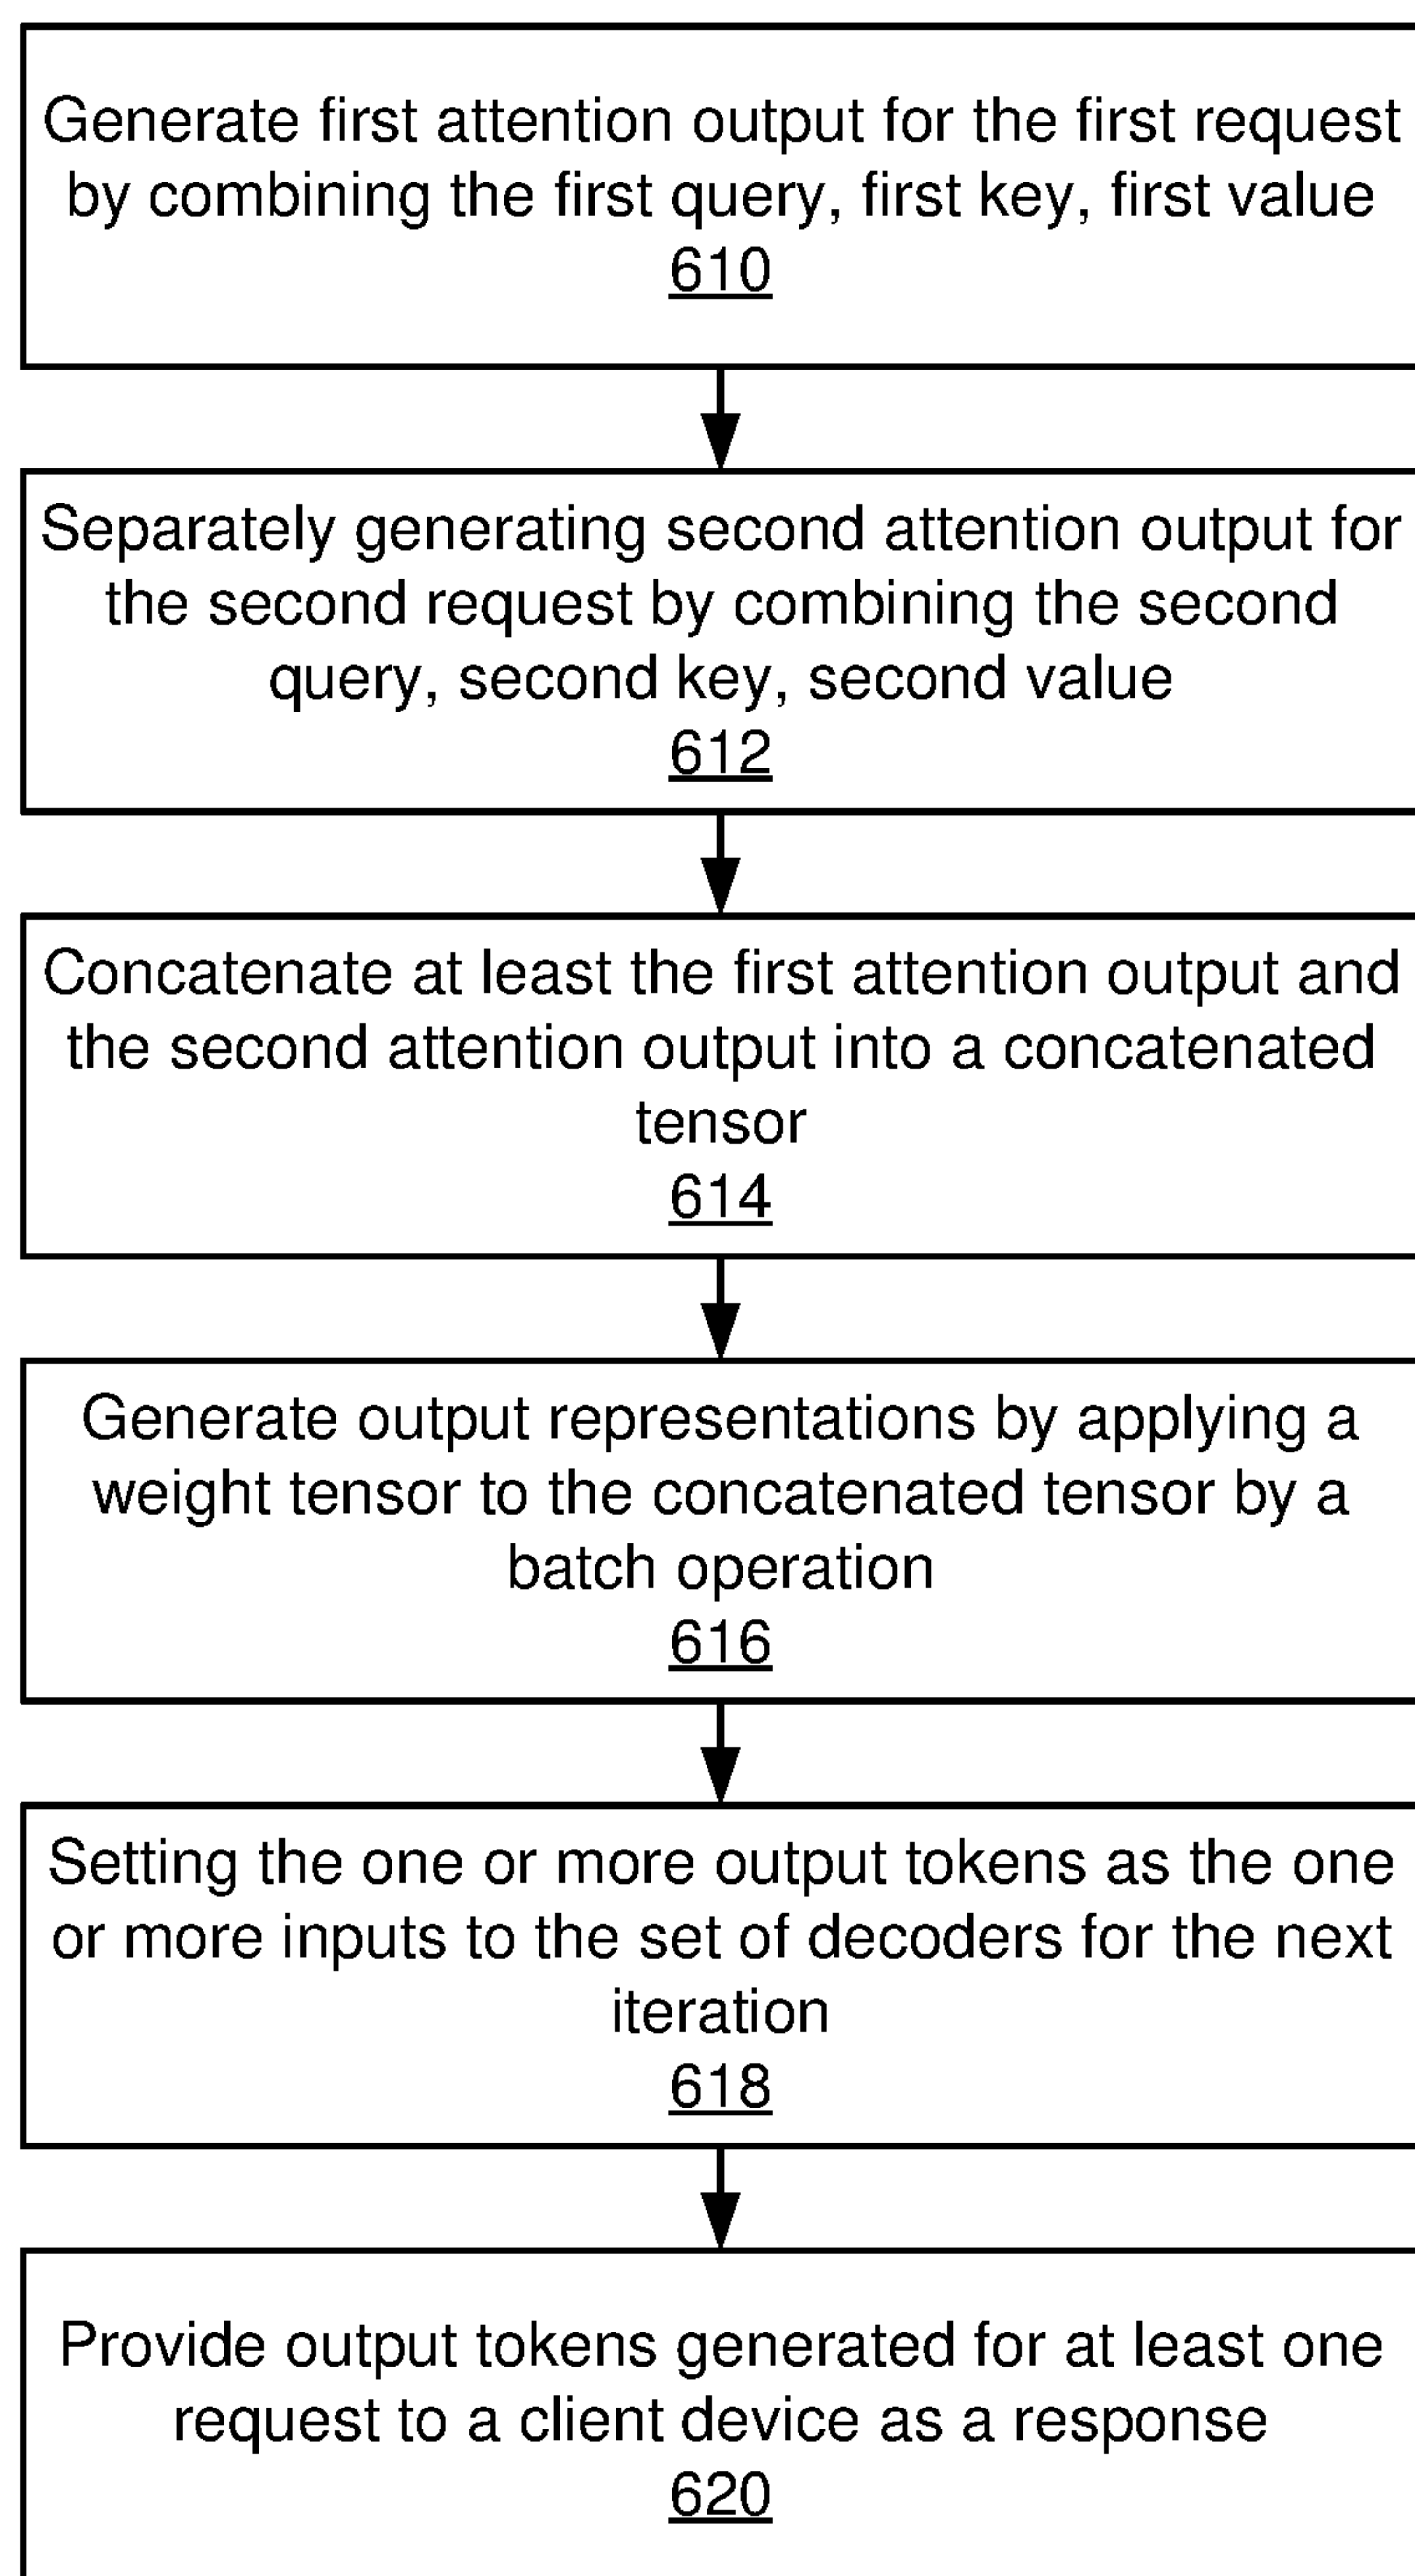 Generate first attention output for the first request
by combining the first query, first key, first value
610
Separately generating second attention output for
the second request by combining the second
query, second key, second value
612
Concatenate at least the first attention output and
the second attention output into a concatenated
tensor
614
Generate output representations by applying a
weight tensor to the concatenated tensor by a
batch operation
616
Setting the one or more output tokens as the one
or more inputs to the set of decoders for the next
iteration
618
Provide output tokens generated for at least one
request to a client device as a response
620